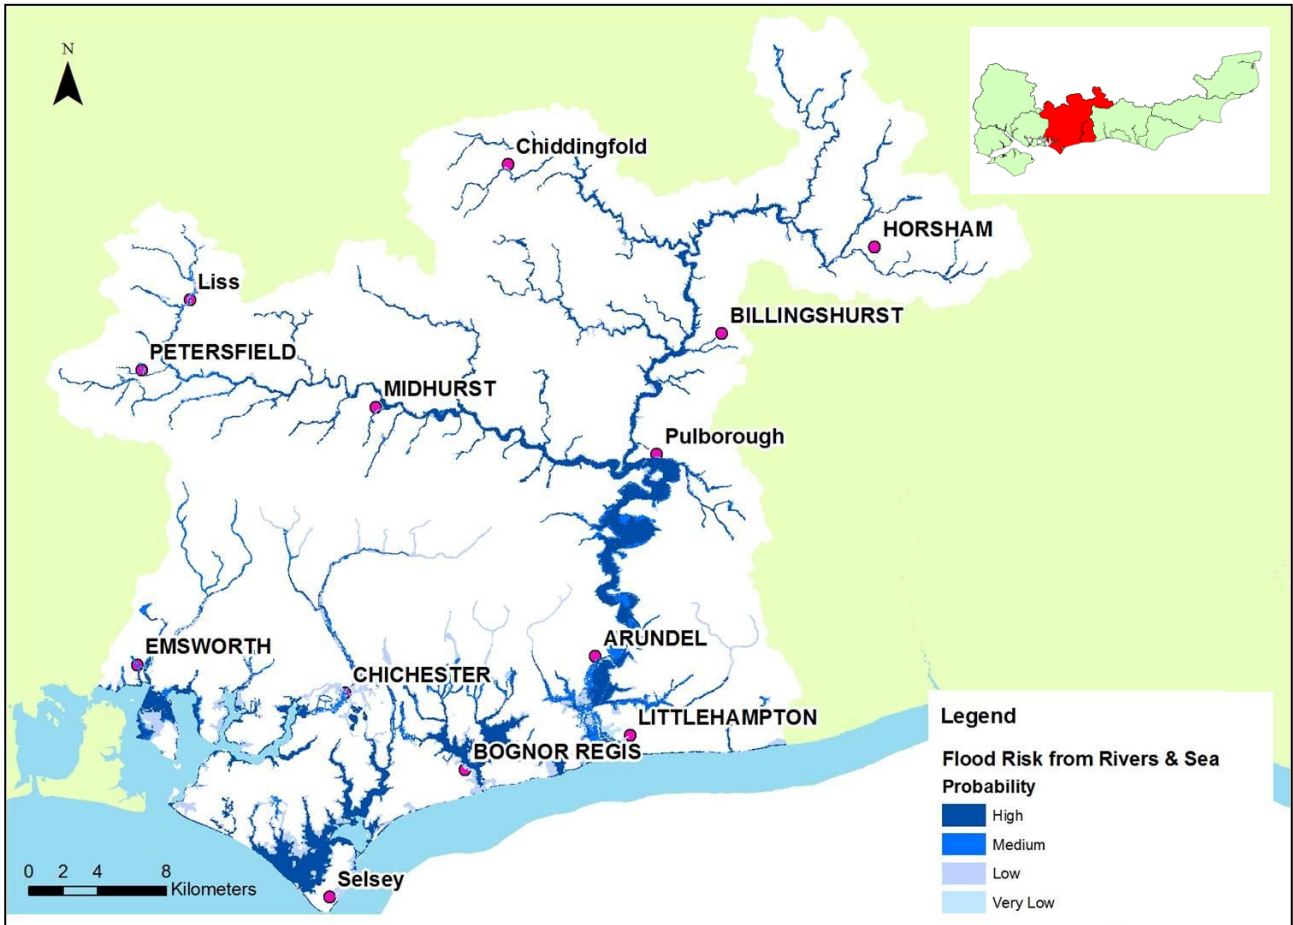 N
Chiddingfold
HORSHAM
Liss
BILLINGSHURST
PETERSFIELD
MIDHURST
Pulborough
EMSWORTH
ARUNDEL
CHICHESTER
LITTLEHAMPTON
BOGNOR REGIS
Selsey
0 2 4 8
Kilometers
Legend
Flood Risk from Rivers & Sea
Probability
High
Medium
Low
Very Low